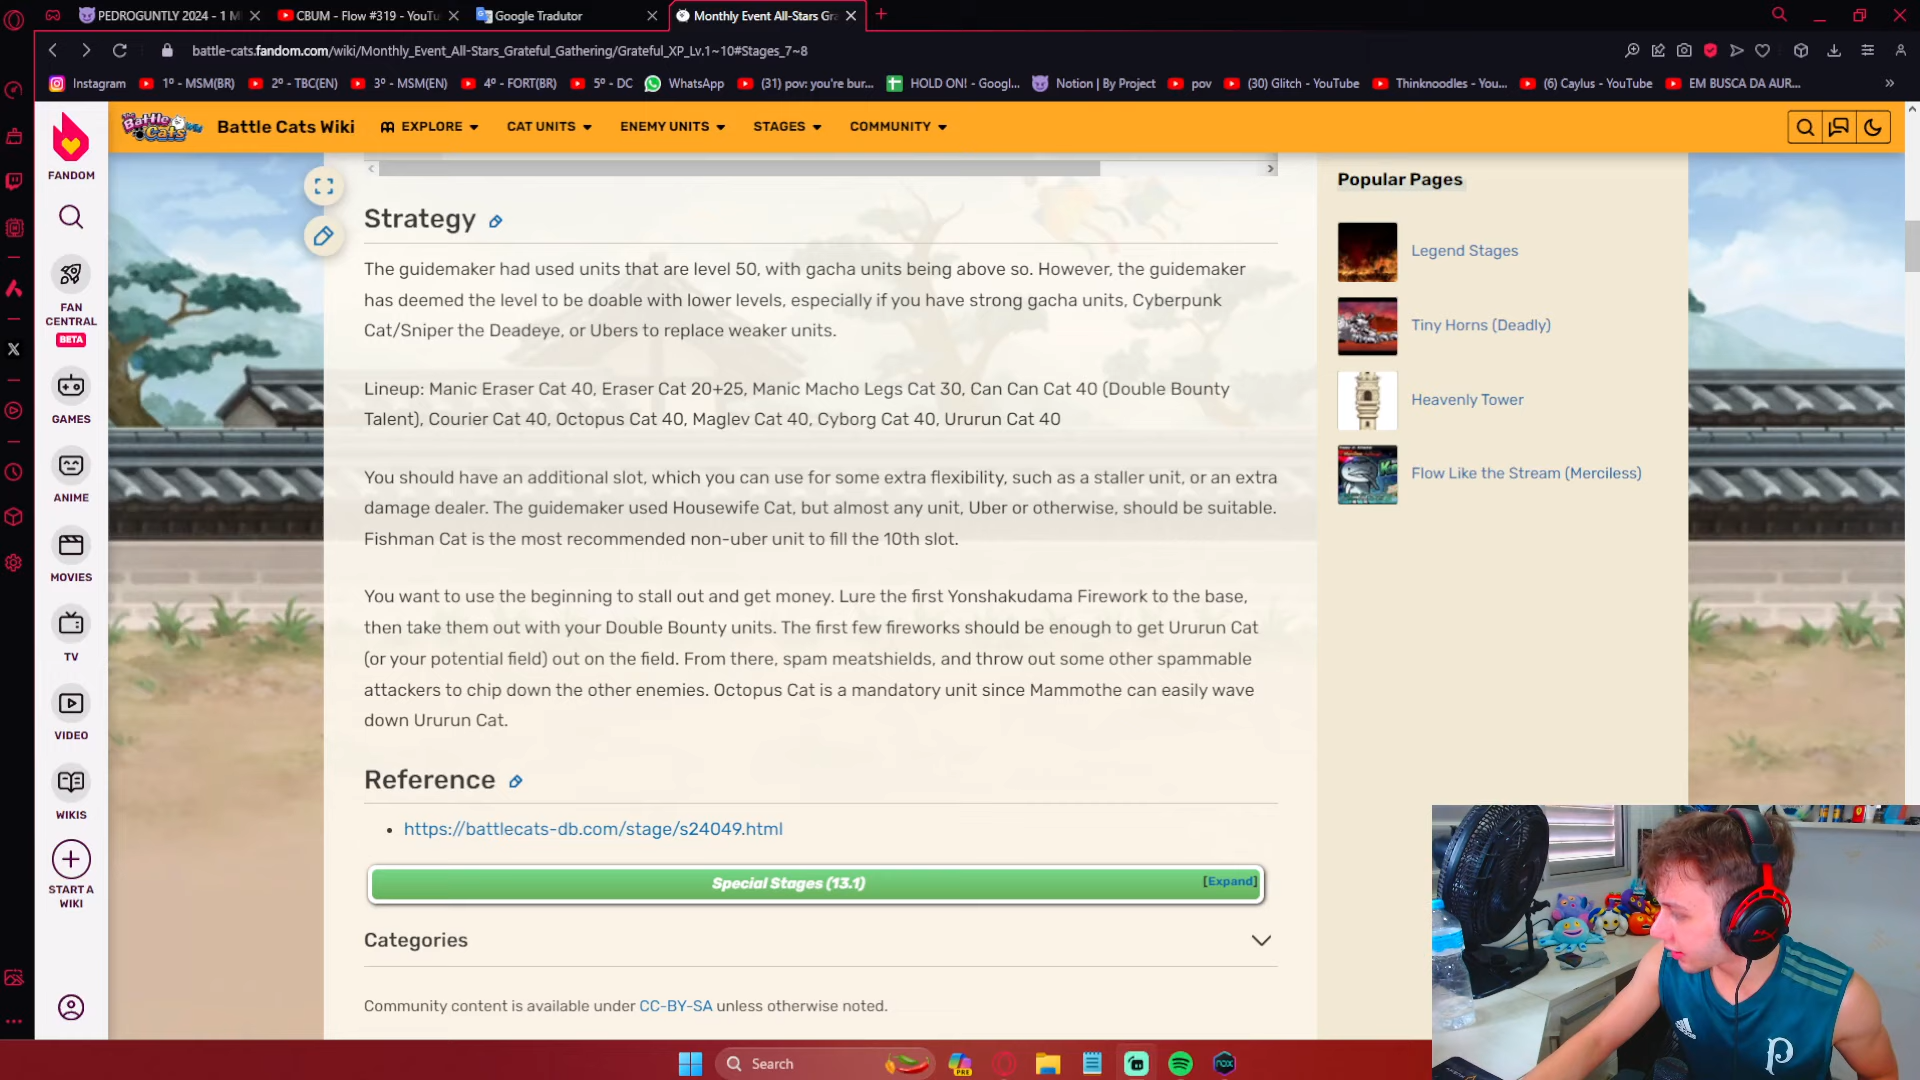 PEDROGUNTLY 2024 - 1 M
CBUM - Flow #319 - YouTu
Google Tradutor
Monthly Event All-Stars Gra
battle-cats.fandom.com/wiki/Monthly_Event_All-Stars_Grateful_Gathering/Grateful_XP_Lv.1~10#Stages_7~8
Instagram
1º - MSM(BR)
2º - TBC(EN)
3º - MSM(EN)
4º - FORT(BR)
5º - DC
WhatsApp
(31) pov: you're bur...
HOLD ON! - Googl...
Notion | By Project
pov
(30) Glitch - YouTube
Thinknoodles - You...
(6) Caylus - YouTube
EM BUSCA DA AUR...
Battle Cats
Battle Cats Wiki
EXPLORE
CAT UNITS
ENEMY UNITS
STAGES
COMMUNITY
FANDOM
FAN
CENTRAL
BETA
GAMES
ANIME
MOVIES
TV
VIDEO
WIKIS
START A
WIKI
Strategy
The guidemaker had used units that are level 50, with gacha units being above so. However, the guidemaker
has deemed the level to be doable with lower levels, especially if you have strong gacha units, Cyberpunk
Cat/Sniper the Deadeye, or Ubers to replace weaker units.
Lineup: Manic Eraser Cat 40, Eraser Cat 20+25, Manic Macho Legs Cat 30, Can Can Cat 40 (Double Bounty
Talent), Courier Cat 40, Octopus Cat 40, Maglev Cat 40, Cyborg Cat 40, Ururun Cat 40
You should have an additional slot, which you can use for some extra flexibility, such as a staller unit, or an extra
damage dealer. The guidemaker used Housewife Cat, but almost any unit, Uber or otherwise, should be suitable.
Fishman Cat is the most recommended non-uber unit to fill the 10th slot.
You want to use the beginning to stall out and get money. Lure the first Yonshakudama Firework to the base,
then take them out with your Double Bounty units. The first few fireworks should be enough to get Ururun Cat
(or your potential field) out on the field. From there, spam meatshields, and throw out some other spammable
attackers to chip down the other enemies. Octopus Cat is a mandatory unit since Mammothe can easily wave
down Ururun Cat.
Reference
https://battlecats-db.com/stage/s24049.html
Special Stages (13.1)
[Expand]
Categories
Community content is available under CC-BY-SA unless otherwise noted.
Popular Pages
Legend Stages
Tiny Horns (Deadly)
Heavenly Tower
Flow Like the Stream (Merciless)
Search
PRE